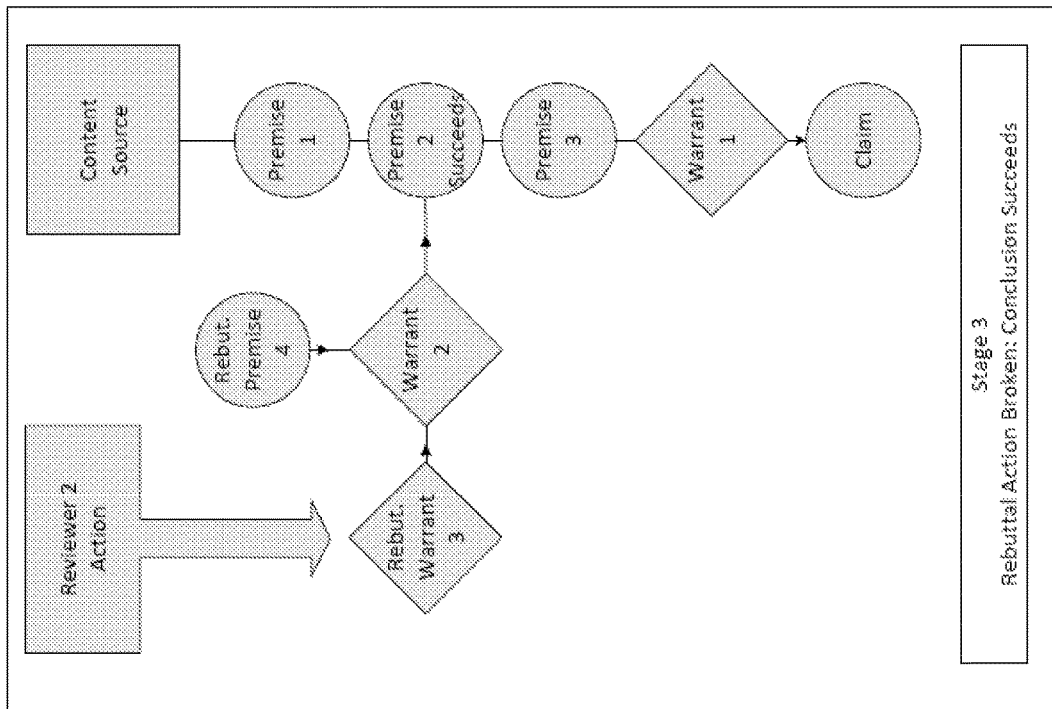 Content
Source
Premise
1
Premise
2
Succeeds
Premise
3
Warrant
1
Claim
Rebut.
Premise
4
Warrant
2
Reviewer 2
Action
Rebut.
Warrant
3
Stage 3
Rebuttal Action Broken: Conclusion Succeeds